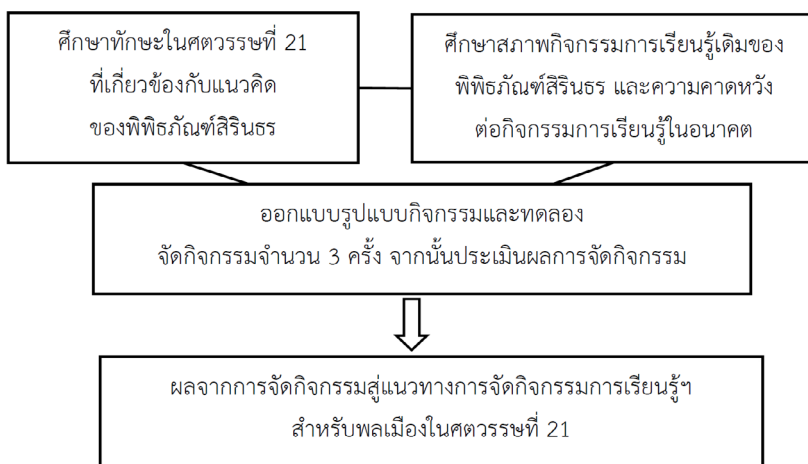 ศึกษาทักษะในศตวรรษที่ 21
ที่เกี่ยวข้องกับแนวคิด
ของพิพิธภัณฑ์สิรินธร
ศึกษาสภาพกิจกรรมการเรียนรู้เดิมของ
พิพิธภัณฑ์สิรินธร และความคาดหวัง
ต่อกิจกรรมการเรียนรู้ในอนาคต
ออกแบบรูปแบบกิจกรรมและทดลอง
จัดกิจกรรมจำนวน 3 ครั้ง จากนั้นประเมินผลการจัดกิจกรรม
ผลจากการจัดกิจกรรมสู่แนวทางการจัดกิจกรรมการเรียนรู้ฯ
สำหรับพลเมืองในศตวรรษที่ 21